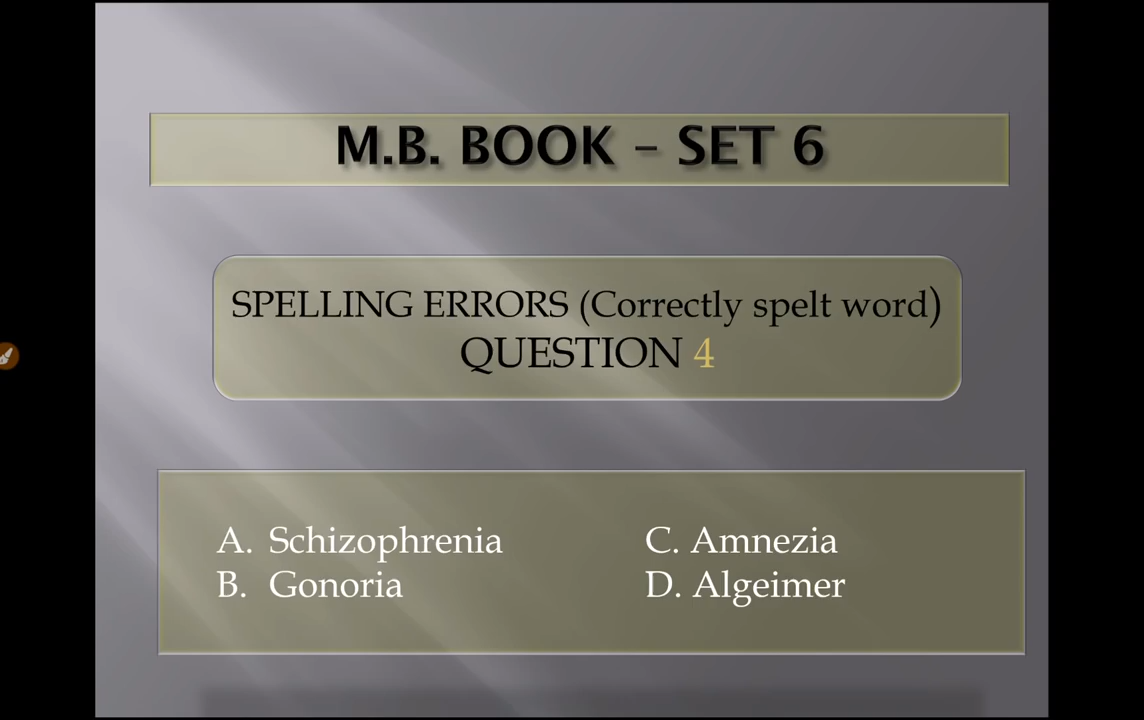 M.B. BOOK – SET 6
SPELLING ERRORS (Correctly spelt word)
QUESTION 4
A. Schizophrenia
B. Gonoria
C. Amnezia
D. Algeimer